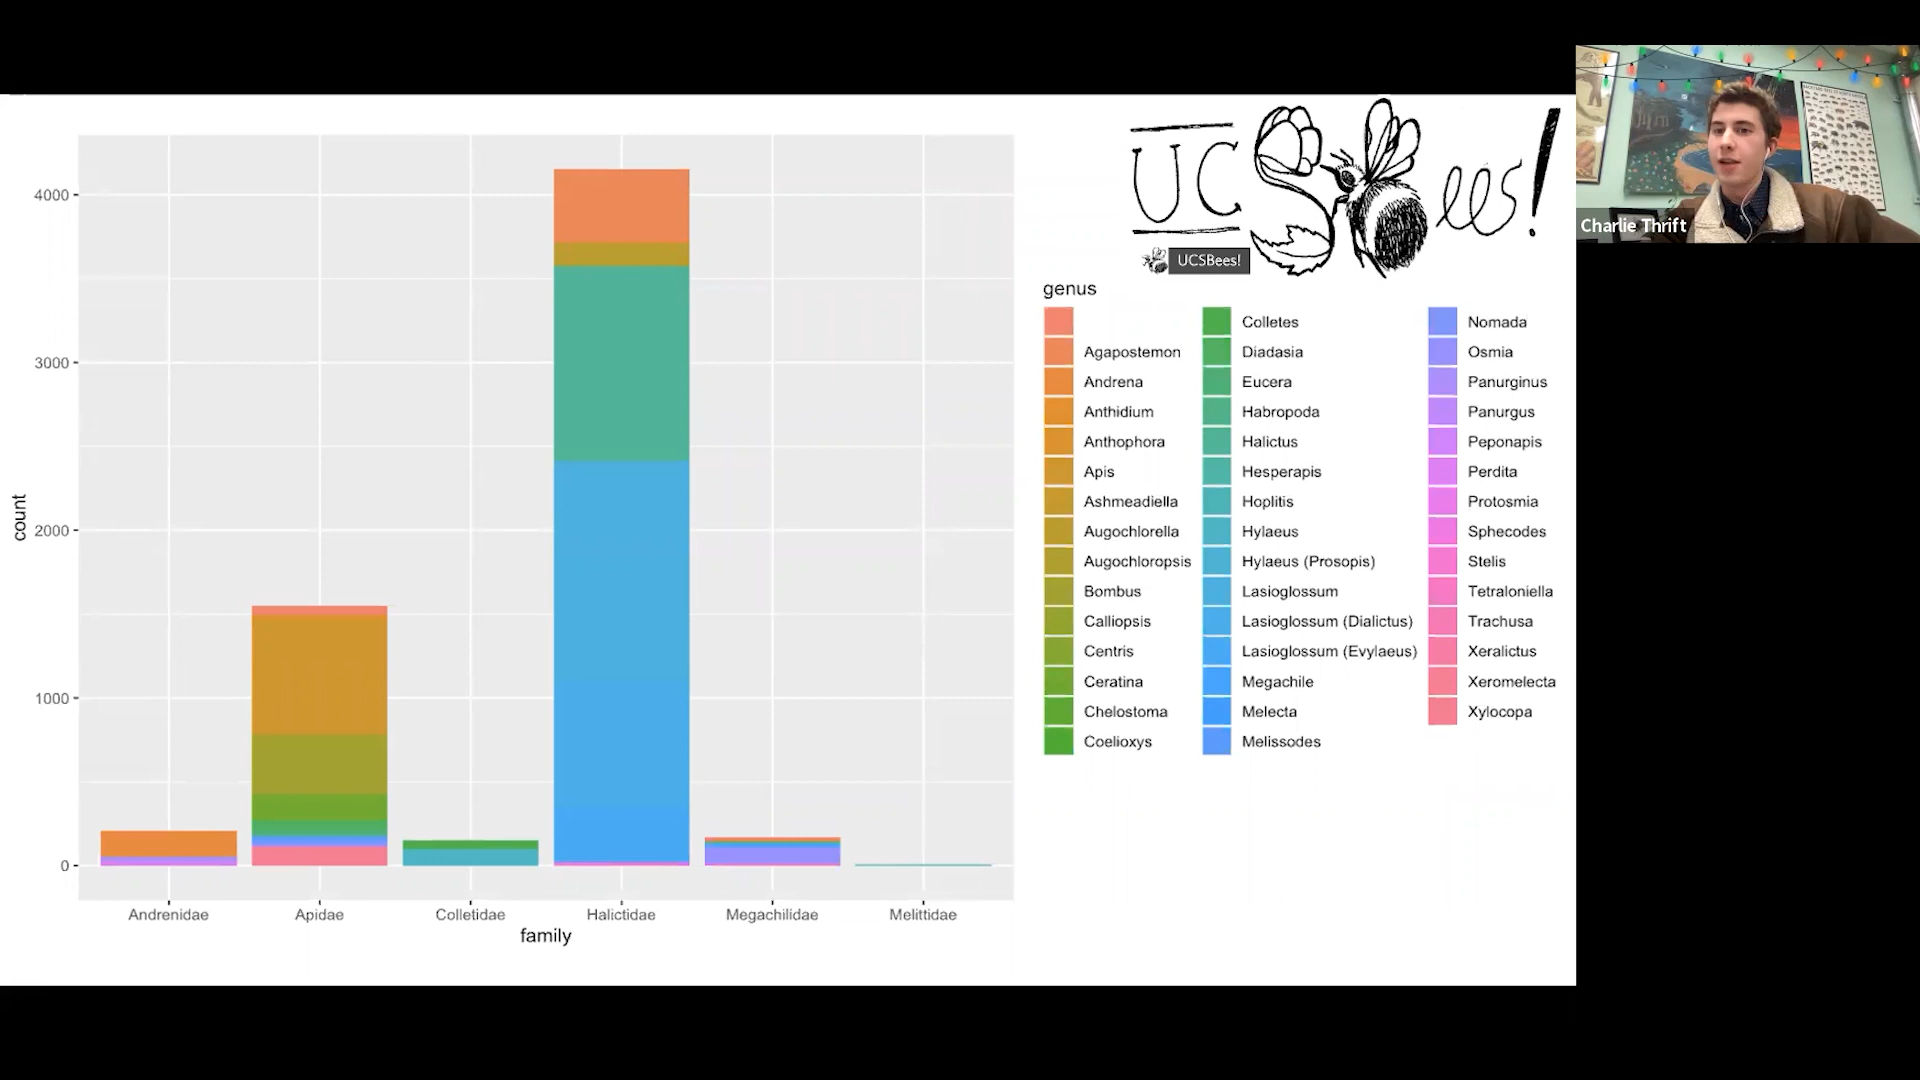 UCSBees!
UCSBees!
Charlie Thrift
genus
Agapostemon
Andrena
Anthidium
Anthophora
Apis
Ashmeadiella
Augochlorella
Augochloropsis
Bombus
Calliopsis
Centris
Ceratina
Chelostoma
Coelioxys
Colletes
Diadasia
Eucera
Habropoda
Halictus
Hesperapis
Hoplitis
Hylaeus
Hylaeus (Prosopis)
Lasioglossum
Lasioglossum (Dialictus)
Lasioglossum (Evylaeus)
Megachile
Melecta
Melissodes
Nomada
Osmia
Panurginus
Panurgus
Peponapis
Perdita
Protosmia
Sphecodes
Stelis
Tetraloniella
Trachusa
Xeralictus
Xeromelecta
Xylocopa
count
4000
3000
2000
1000
0
Andrenidae Apidae Colletidae Halictidae Megachilidae Melittidae
family